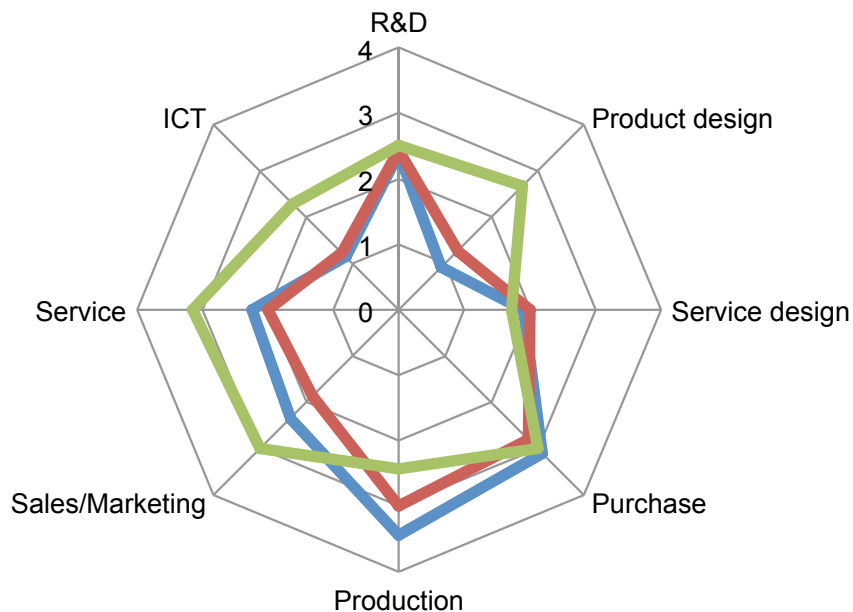 R&D
4
ICT
Product design
3
2
1
Service
0
Service design
Sales/Marketing
Purchase
Production